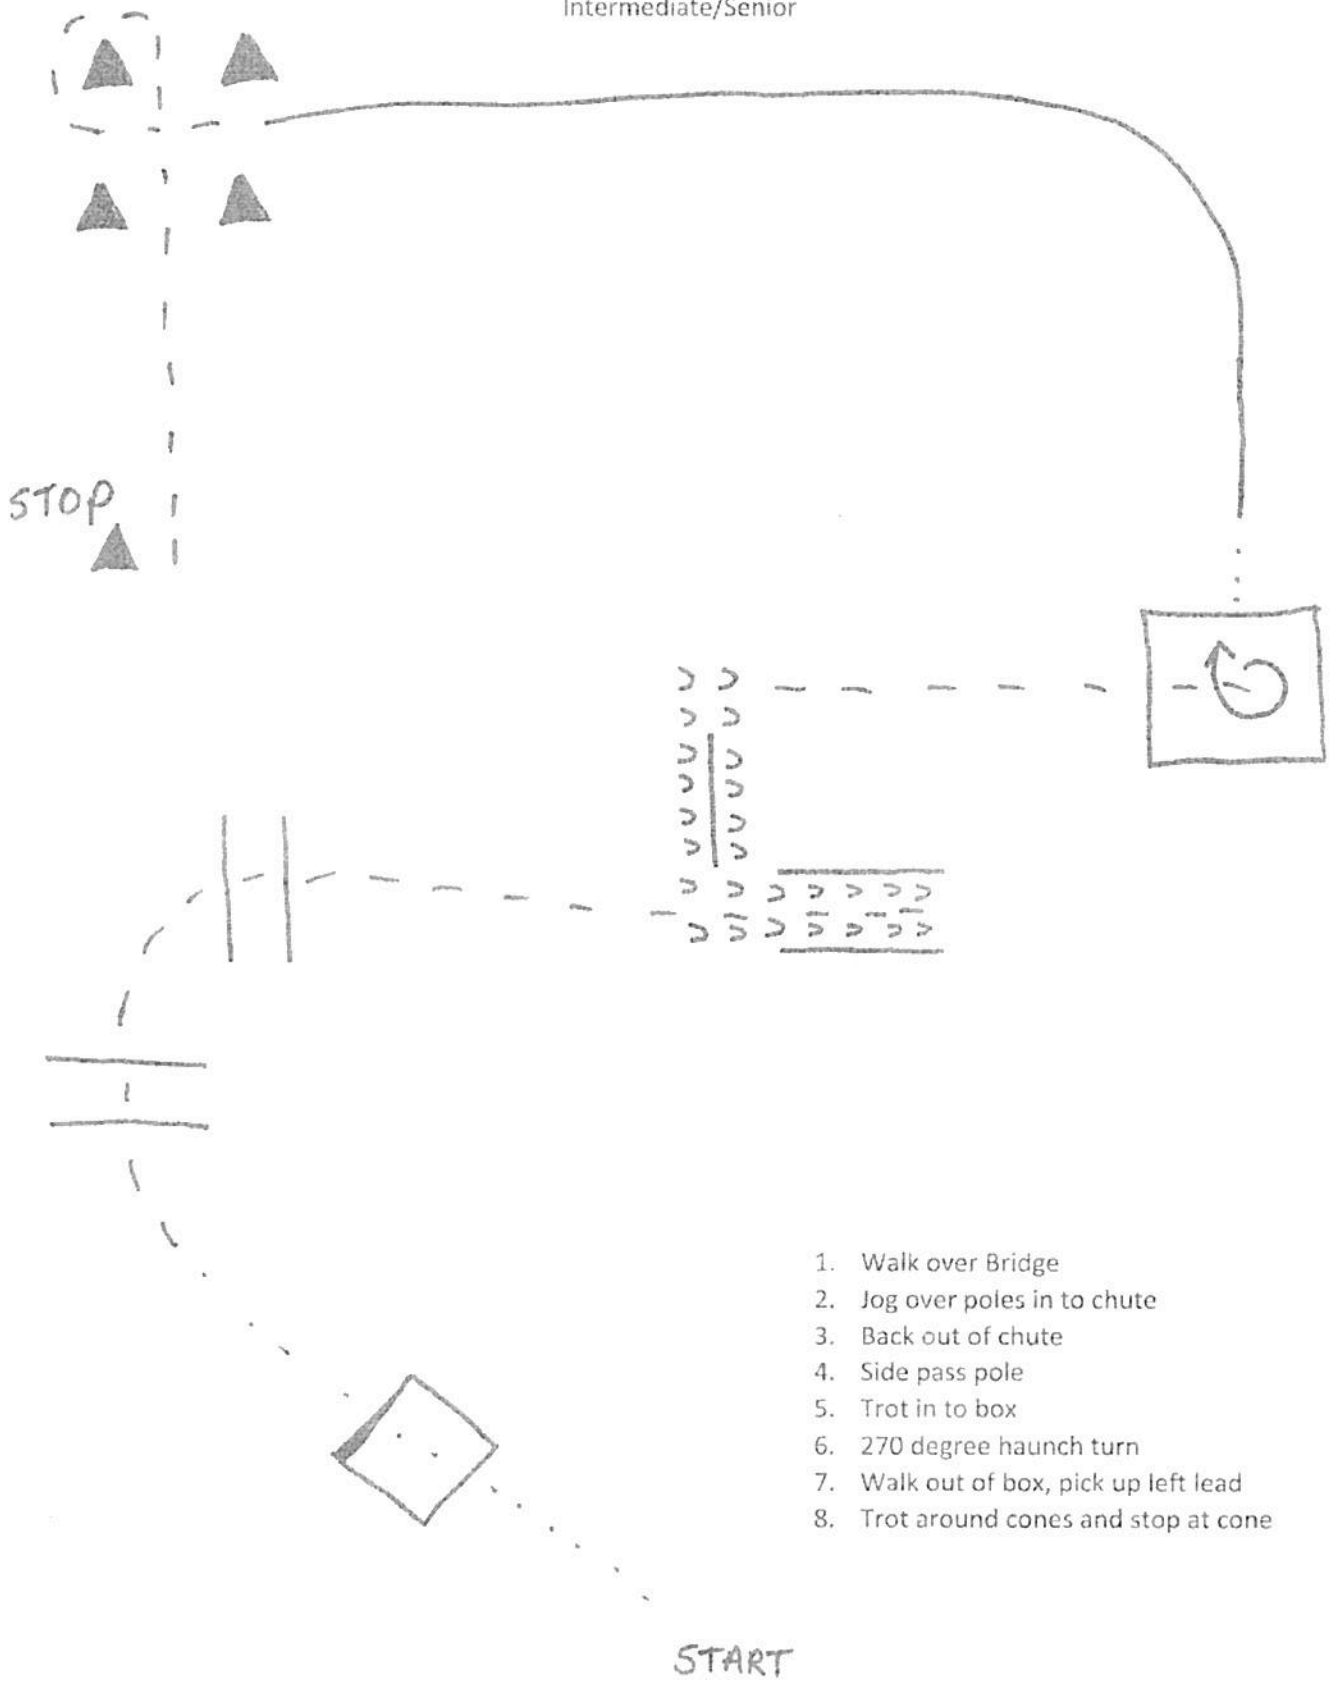 Intermediate/Senior
STOP
1. Walk over Bridge
2. Jog over poles in to chute
3. Back out of chute
4. Side pass pole
5. Trot in to box
6. 270 degree haunch turn
7. Walk out of box, pick up left lead
8. Trot around cones and stop at cone
START